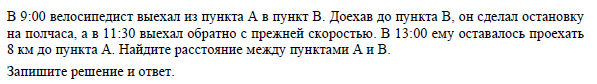 В 9:00 велосипедист выехал из пункта А в пункт В. Доехав до пункта В, он сделал остановку
на полчаса, а в 11:30 выехал обратно с прежней скоростью. В 13:00 ему оставалось проехать
8 км до пункта А. Найдите расстояние между пунктами А и В.
Запишите решение и ответ.